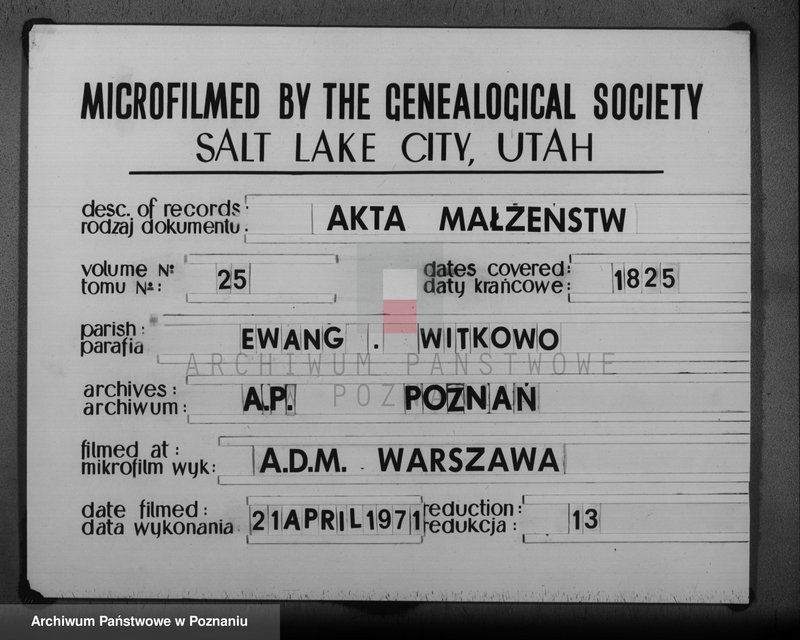 MICROFILMED BY THE GENEALOGICAL SOCIETY
SALT LAKE CITY, UTAH
desc. of records: AKTA MAŁŻEŃSTW
rodzaj dokumentu:
volume №
tomu №: 25
dates covered:
daty krańcowe: 1825
parish:
parafia EWANG. WITKOWO
ARCHIWUM PAŃSTWOWE
W POZNANIU
archives:
archiwum: A.P. POZNAŃ
filmed at:
mikrofilm wyk: A.D.M. WARSZAWA
date filmed:
data wykonania 21 APRIL 1971
reduction:
redukcja: 13
Archiwum Państwowe w Poznaniu